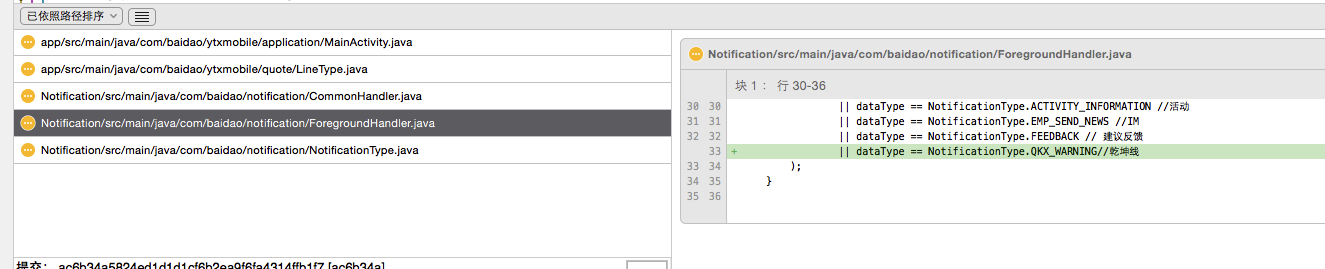 已依照路径排序
app/src/main/java/com/baidao/ytxmobile/application/MainActivity.java
app/src/main/java/com/baidao/ytxmobile/quote/LineType.java
Notification/src/main/java/com/baidao/notification/CommonHandler.java
Notification/src/main/java/com/baidao/notification/ForegroundHandler.java
Notification/src/main/java/com/baidao/notification/NotificationType.java
提交: ac6b34a5824ed1d1d1cf6b2ea9f6fa4314ffb1f7 [ac6b34a]
Notification/src/main/java/com/baidao/notification/ForegroundHandler.java
块 1： 行 30-36
30 30 || dataType == NotificationType.ACTIVITY_INFORMATION //活动
31 31 || dataType == NotificationType.EMP_SEND_NEWS //IM
32 32 || dataType == NotificationType.FEEDBACK // 建议反馈
33 + || dataType == NotificationType.QKX_WARNING//乾坤线
33 34 );
34 35 }
35 36